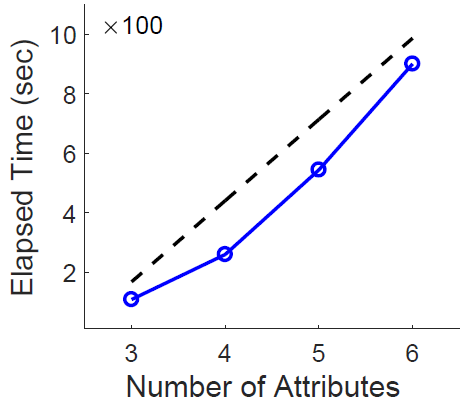 ×100
Elapsed Time (sec)
10
8
6
4
2
3 4 5 6
Number of Attributes